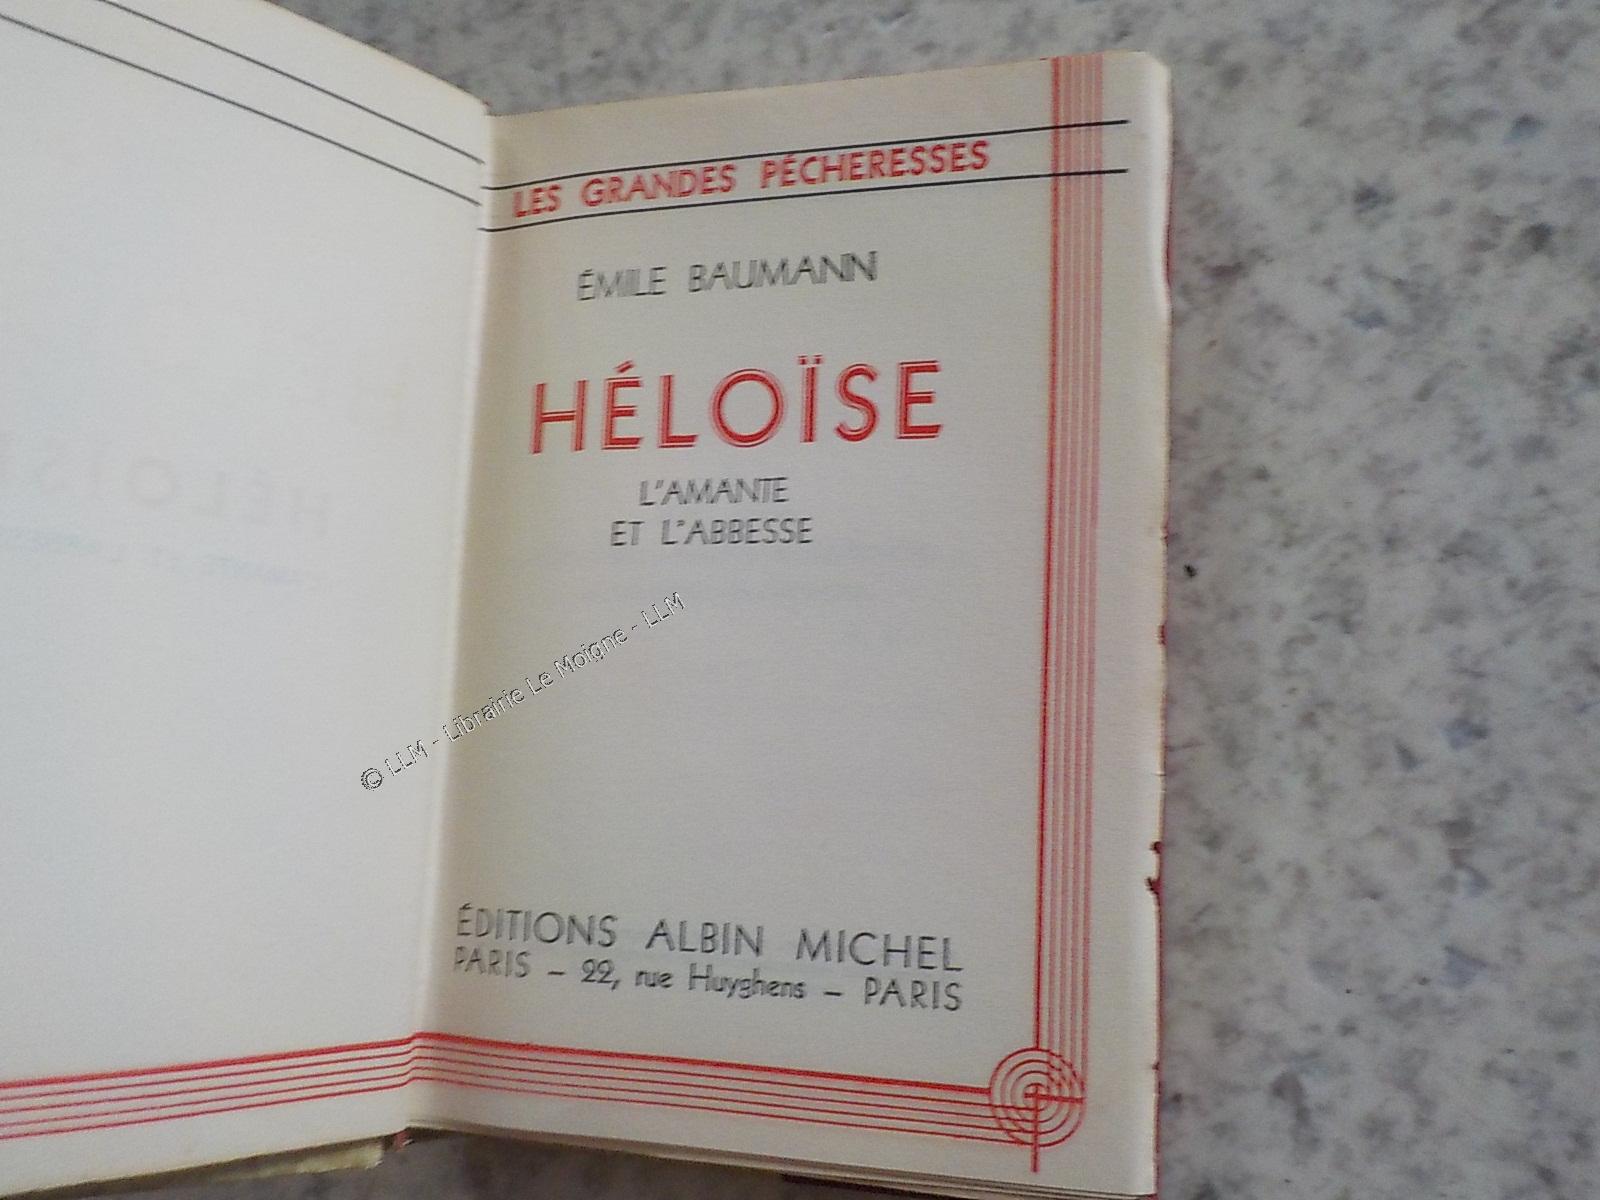 LES GRANDES PÉCHERESSES
ÉMILE BAUMANN
HÉLOÏSE
L'AMANTE
ET L'ABBESSE
© LLM - Librairie Le Moigne - LLM
ÉDITIONS ALBIN MICHEL
PARIS – 22, rue Huyghens – PARIS